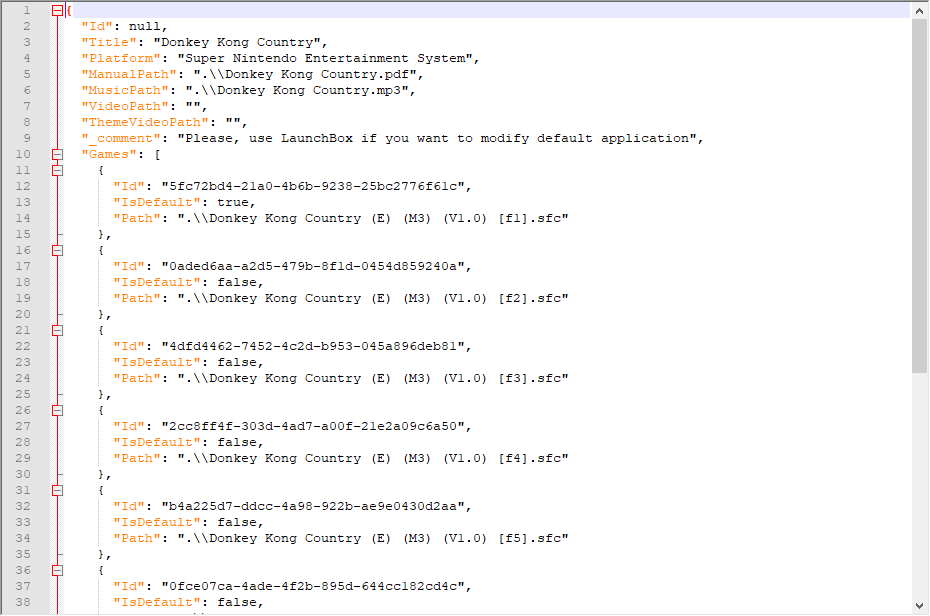 1 {
2 "Id": null,
3 "Title": "Donkey Kong Country",
4 "Platform": "Super Nintendo Entertainment System",
5 "ManualPath": ".\\Donkey Kong Country.pdf",
6 "MusicPath": ".\\Donkey Kong Country.mp3",
7 "VideoPath": "",
8 "ThemeVideoPath": "",
9 "_comment": "Please, use LaunchBox if you want to modify default application",
10 "Games": [
11 {
12 "Id": "5fc72bd4-21a0-4b6b-9238-25bc2776f61c",
13 "IsDefault": true,
14 "Path": ".\\Donkey Kong Country (E) (M3) (V1.0) [f1].sfc"
15 },
16 {
17 "Id": "0aded6aa-a2d5-479b-8f1d-0454d859240a",
18 "IsDefault": false,
19 "Path": ".\\Donkey Kong Country (E) (M3) (V1.0) [f2].sfc"
20 },
21 {
22 "Id": "4dfd4462-7452-4c2d-b953-045a896deb81",
23 "IsDefault": false,
24 "Path": ".\\Donkey Kong Country (E) (M3) (V1.0) [f3].sfc"
25 },
26 {
27 "Id": "2cc8ff4f-303d-4ad7-a00f-21e2a09c6a50",
28 "IsDefault": false,
29 "Path": ".\\Donkey Kong Country (E) (M3) (V1.0) [f4].sfc"
30 },
31 {
32 "Id": "b4a225d7-ddcc-4a98-922b-ae9e0430d2aa",
33 "IsDefault": false,
34 "Path": ".\\Donkey Kong Country (E) (M3) (V1.0) [f5].sfc"
35 },
36 {
37 "Id": "0fce07ca-4ade-4f2b-895d-644cc182cd4c",
38 "IsDefault": false,